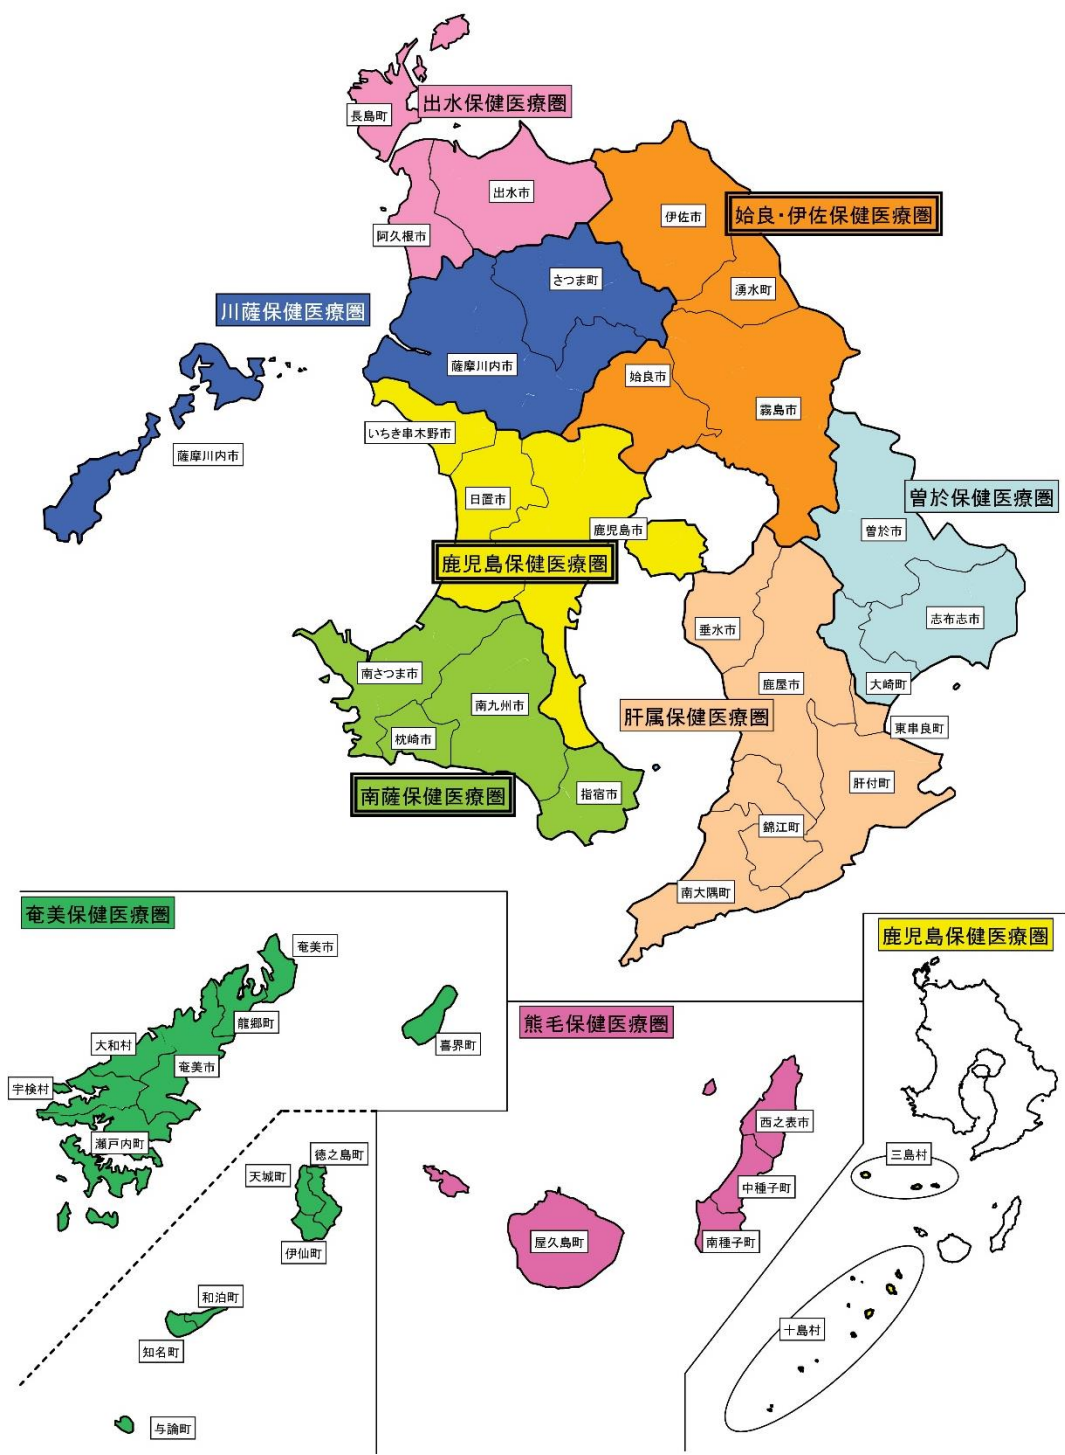 出水保健医療圏
長島町
出水市
阿久根市
伊佐市
姶良・伊佐保健医療圏
湧水町
さつま町
川薩保健医療圏
薩摩川内市
姶良市
霧島市
いちき串木野市
薩摩川内市
日置市
鹿児島市
曽於保健医療圏
曽於市
鹿児島保健医療圏
志布志市
垂水市
南さつま市
鹿屋市
大崎町
南九州市
肝属保健医療圏
東串良町
枕崎市
南薩保健医療圏
指宿市
肝付町
錦江町
南大隅町
奄美保健医療圏
奄美市
龍郷町
大和村
奄美市
宇検村
瀬戸内町
喜界町
徳之島町
天城町
伊仙町
和泊町
知名町
与論町
熊毛保健医療圏
西之表市
中種子町
南種子町
屋久島町
鹿児島保健医療圏
三島村
十島村